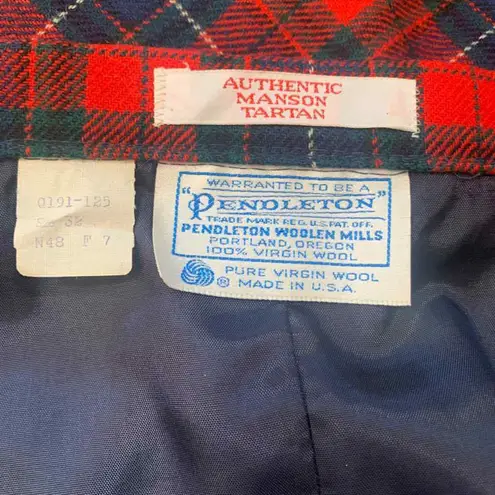 AUTHENTIC
MANSON
TARTAN
0191-125
32
N48 F 7
WARRANTED TO BE A
"PENDLETON"
TRADE MARK REG. U.S. PAT. OFF.
PENDLETON WOOLEN MILLS
PORTLAND, OREGON
100% VIRGIN WOOL
®
PURE VIRGIN WOOL
MADE IN U.S.A.